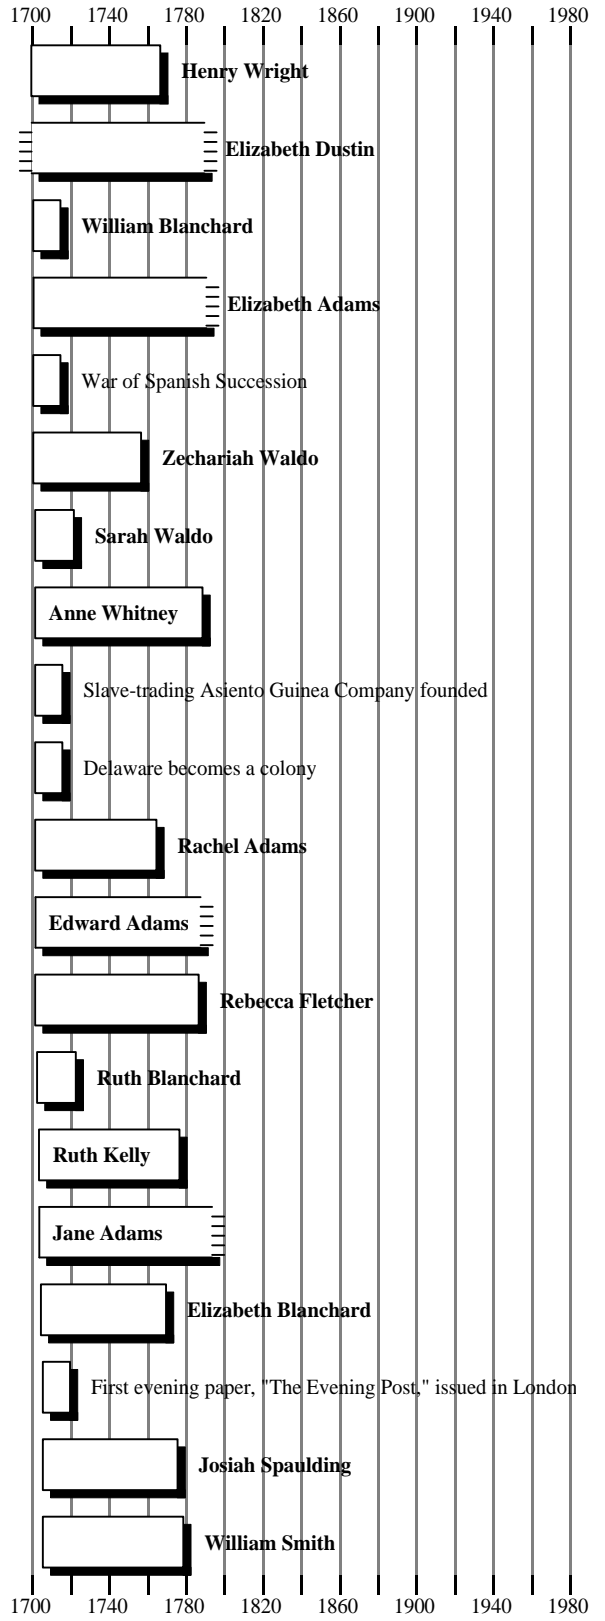 1700 1740 1780 1820 1860 1900 1940 1980
Henry Wright
Elizabeth Dustin
William Blanchard
Elizabeth Adams
War of Spanish Succession
Zechariah Waldo
Sarah Waldo
Anne Whitney
Slave-trading Asiento Guinea Company founded
Delaware becomes a colony
Rachel Adams
Edward Adams
Rebecca Fletcher
Ruth Blanchard
Ruth Kelly
Jane Adams
Elizabeth Blanchard
First evening paper, "The Evening Post," issued in London
Josiah Spaulding
William Smith
1700 1740 1780 1820 1860 1900 1940 1980